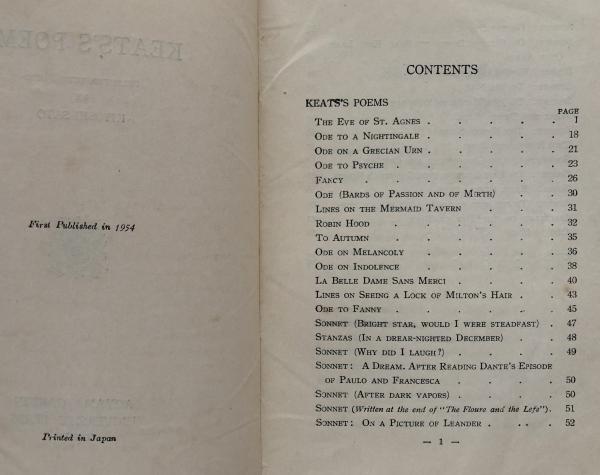 First Published in 1954
Printed in Japan
CONTENTS
KEATS'S POEMS
PAGE
THE EVE OF ST. AGNES . . . . . 1
ODE TO A NIGHTINGALE . . . . . 18
ODE ON A GRECIAN URN . . . . . 21
ODE TO PSYCHE . . . . . . 23
FANCY . . . . . . 26
ODE (BARDS OF PASSION AND OF MIRTH) . . 30
LINES ON THE MERMAID TAVERN . . . 31
ROBIN HOOD . . . . . . 32
TO AUTUMN . . . . . . 35
ODE ON MELANCOLY . . . . . 36
ODE ON INDOLENCE . . . . . 38
LA BELLE DAME SANS MERCI . . . . 40
LINES ON SEEING A LOCK OF MILTON'S HAIR . . 43
ODE TO FANNY . . . . . . 45
SONNET (BRIGHT STAR, WOULD I WERE STEADFAST) . 47
STANZAS (IN A DREAR-NIGHTED DECEMBER) . . 48
SONNET (WHY DID I LAUGH?) . . . . 49
SONNET: A DREAM. AFTER READING DANTE'S EPISODE
OF PAULO AND FRANCESCA . . . . 50
SONNET (AFTER DARK VAPORS) . . . . 50
SONNET (Written at the end of "The Floure and the Lefe"). 51
SONNET: ON A PICTURE OF LEANDER . . . . 52
— 1 —